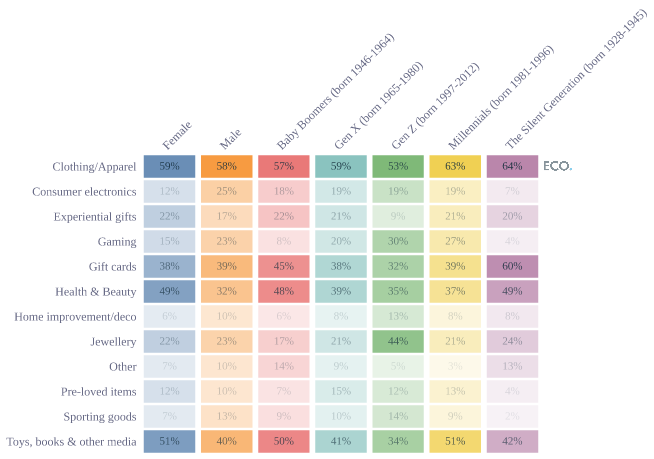 Female
Male
Baby Boomers (born 1946-1964)
Gen X (born 1965-1980)
Gen Z (born 1997-2012)
Millennials (born 1981-1996)
The Silent Generation (born 1928-1945)
Clothing/Apparel 59% 58% 57% 59% 53% 63% 64% ECO.
Consumer electronics 12% 25% 18% 19% 19% 19% 7%
Experiential gifts 22% 17% 22% 21% 9% 21% 20%
Gaming 15% 23% 8% 20% 30% 27% 4%
Gift cards 38% 39% 45% 38% 32% 39% 60%
Health & Beauty 49% 32% 48% 39% 35% 37% 49%
Home improvement/deco 6% 10% 6% 8% 13% 8% 8%
Jewellery 22% 23% 17% 21% 44% 21% 24%
Other 7% 10% 14% 9% 5% 3% 13%
Pre-loved items 12% 10% 7% 15% 12% 13% 4%
Sporting goods 7% 13% 9% 10% 14% 9% 2%
Toys, books & other media 51% 40% 50% 41% 34% 51% 42%